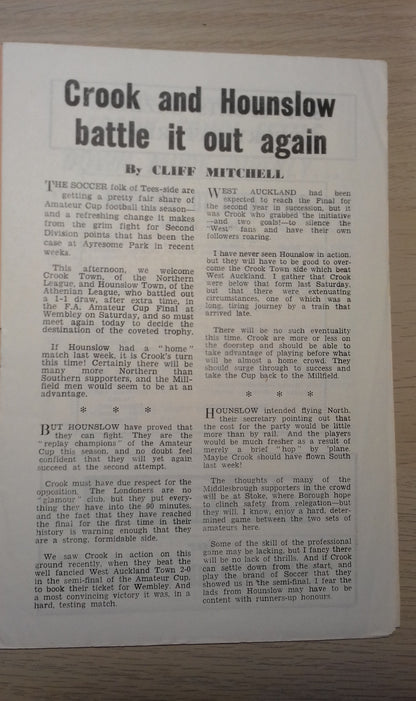 Crook and Hounslow
battle it out again
By CLIFF MITCHELL
THE SOCCER folk of Tees-side are
getting a pretty fair share of
Amateur Cup football this season—
and a refreshing change it makes
from the grim fight for Second
Division points that has been the
case at Ayresome Park in recent
weeks.
This afternoon, we welcome
Crook Town, of the Northern
League, and Hounslow Town, of the
Athenian League, who battled out
a 1-1 draw, after extra time, in
the F.A. Amateur Cup Final at
Wembley on Saturday, and so must
meet again today to decide the
destination of the coveted trophy.
If Hounslow had a "home"
match last week, it is Crook's turn
this time! Certainly there will be
many more Northern than
Southern supporters, and the Mill-
field men would seem to be at an
advantage.
* * *
BUT HOUNSLOW have proved that
they can fight. They are the
"replay champions" of the Amateur
Cup this season, and no doubt feel
confident that they will yet again
succeed at the second attempt.
Crook must have due respect for the
opposition. The Londoners are no
"glamour" club, but they put every-
thing they have into the 90 minutes,
and the fact that they have reached
the final for the first time in their
history is warning enough that they
are a strong, formidable side.
We saw Crook in action on this
ground recently, when they beat the
well fancied West Auckland Town 2-0
in the semi-final of the Amateur Cup,
to book their ticket for Wembley. And
a most convincing victory it was, in a
hard, testing match.
WEST AUCKLAND had been
expected to reach the Final for
the second year in succession, but it
was Crook who grabbed the initiative
—and two goals!—to silence the
"West" fans and have their own
followers roaring.
I have never seen Hounslow in action,
but they will have to be good to over-
come the Crook Town side which beat
West Auckland. I gather that Crook
were below that form last Saturday,
but that there were extenuating
circumstances, one of which was a
long, tiring journey by a train that
arrived late.
There will be no such eventuality
this time. Crook are more or less on
the doorstep and should be able to
take advantage of playing before what
will be almost a home crowd. They
should surge through to success and
take the Cup back to the Millfield.
* * *
HOUNSLOW intended flying North,
their secretary pointing out that
the cost for the party would be little
more than by rail. And the players
would be much fresher as a result of
merely a brief "hop" by 'plane.
Maybe Crook should have flown South
last week!
The thoughts of many of the
Middlesbrough supporters in the crowd
will be at Stoke, where Borough hope
to clinch safety from relegation—but
they will, I know, enjoy a hard, deter-
mined game between the two sets of
amateurs here.
Some of the skill of the professional
game may be lacking, but I fancy there
will be no lack of thrills. And if Crook
can settle down from the start, and
play the brand of Soccer that they
showed us in the semi-final, I fear the
lads from Hounslow may have to be
content with runners-up honours.